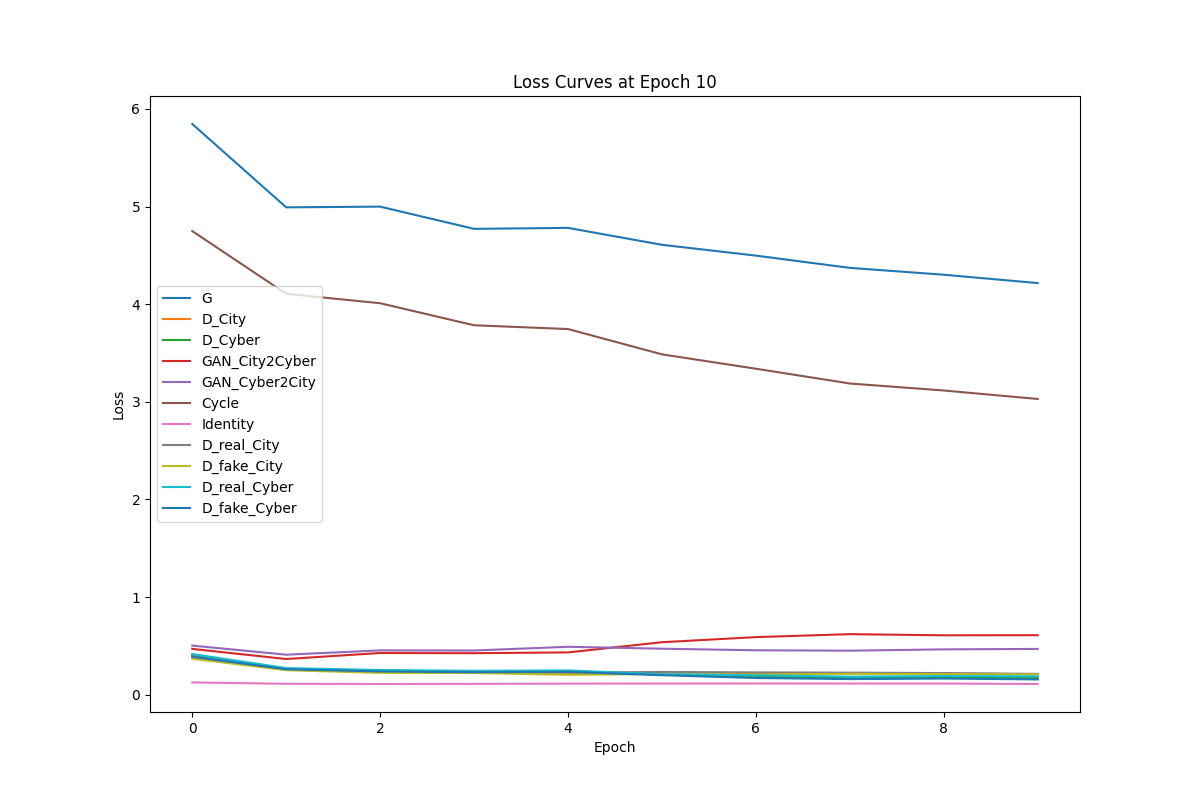 Loss Curves at Epoch 10
6
5
4
3
2
1
0
Loss
G
D_City
D_Cyber
GAN_City2Cyber
GAN_Cyber2City
Cycle
Identity
D_real_City
D_fake_City
D_real_Cyber
D_fake_Cyber
0 2 4 6 8
Epoch